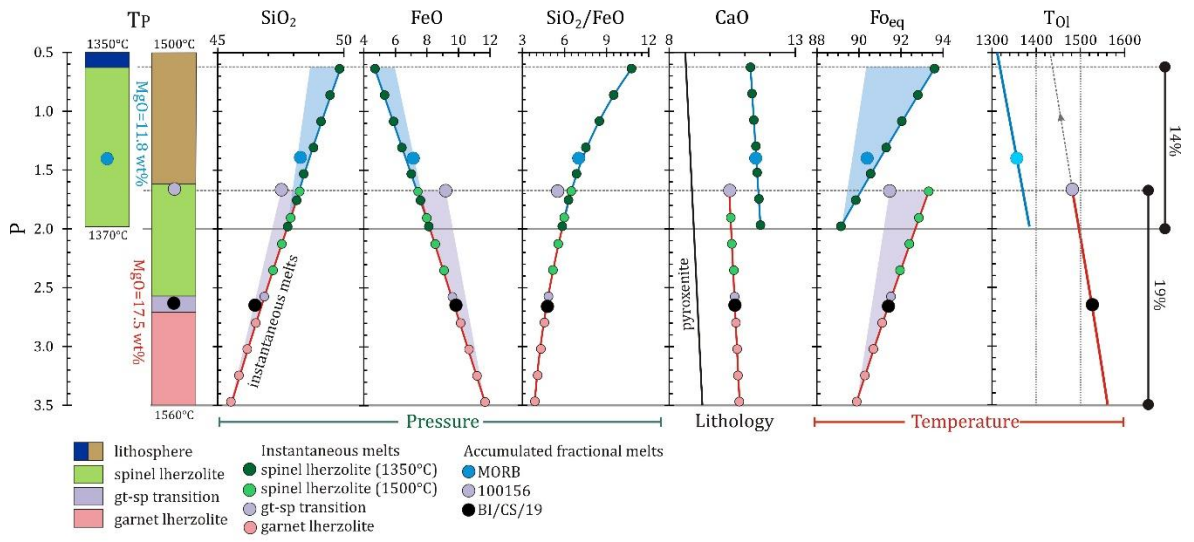 TP SiO2 FeO SiO2/FeO CaO Foeq TOl
1350°C 1500°C 45 50 4 6 8 10 12 3 6 9 12 8 13 88 90 92 94 1300 1400 1500 1600
P
0.5
1.0
1.5
2.0
2.5
3.0
3.5
MgO=11.8 wt%
1370°C
MgO=17.5 wt%
1560°C
instantaneous melts
pyroxenite
14%
19%
Pressure Lithology Temperature
lithosphere
spinel lherzolite
gt-sp transition
garnet lherzolite
Instantaneous melts
spinel lherzolite (1350°C)
spinel lherzolite (1500°C)
gt-sp transition
garnet lherzolite
Accumulated fractional melts
MORB
100156
BI/CS/19